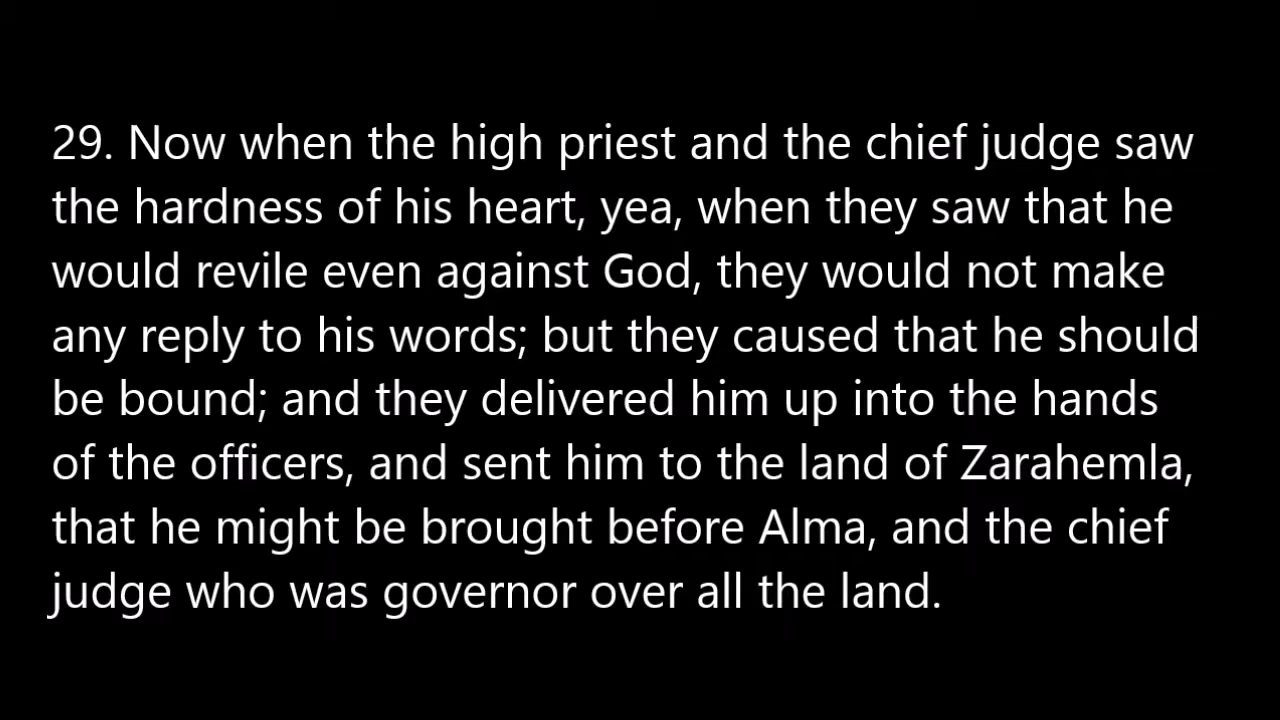 29. Now when the high priest and the chief judge saw
the hardness of his heart, yea, when they saw that he
would revile even against God, they would not make
any reply to his words; but they caused that he should
be bound; and they delivered him up into the hands
of the officers, and sent him to the land of Zarahemla,
that he might be brought before Alma, and the chief
judge who was governor over all the land.